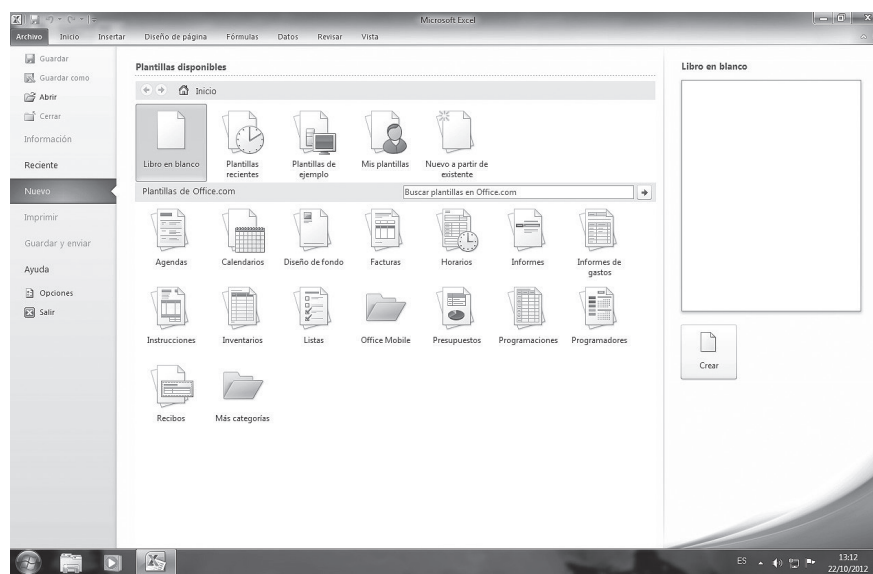 Microsoft Excel
Archivo Inicio Insertar Diseño de página Fórmulas Datos Revisar Vista
Guardar
Guardar como
Abrir
Cerrar
Información
Reciente
Nuevo
Imprimir
Guardar y enviar
Ayuda
Opciones
Salir
Plantillas disponibles
Inicio
Libro en blanco
Plantillas recientes
Plantillas de ejemplo
Mis plantillas
Nuevo a partir de existente
Plantillas de Office.com
Buscar plantillas en Office.com
Agendas
Calendarios
Diseño de fondo
Facturas
Horarios
Informes
Informes de gastos
Instrucciones
Inventarios
Listas
Office Mobile
Presupuestos
Programaciones
Programadores
Recibos
Más categorías
Libro en blanco
Crear
ES
13:12
22/10/2012